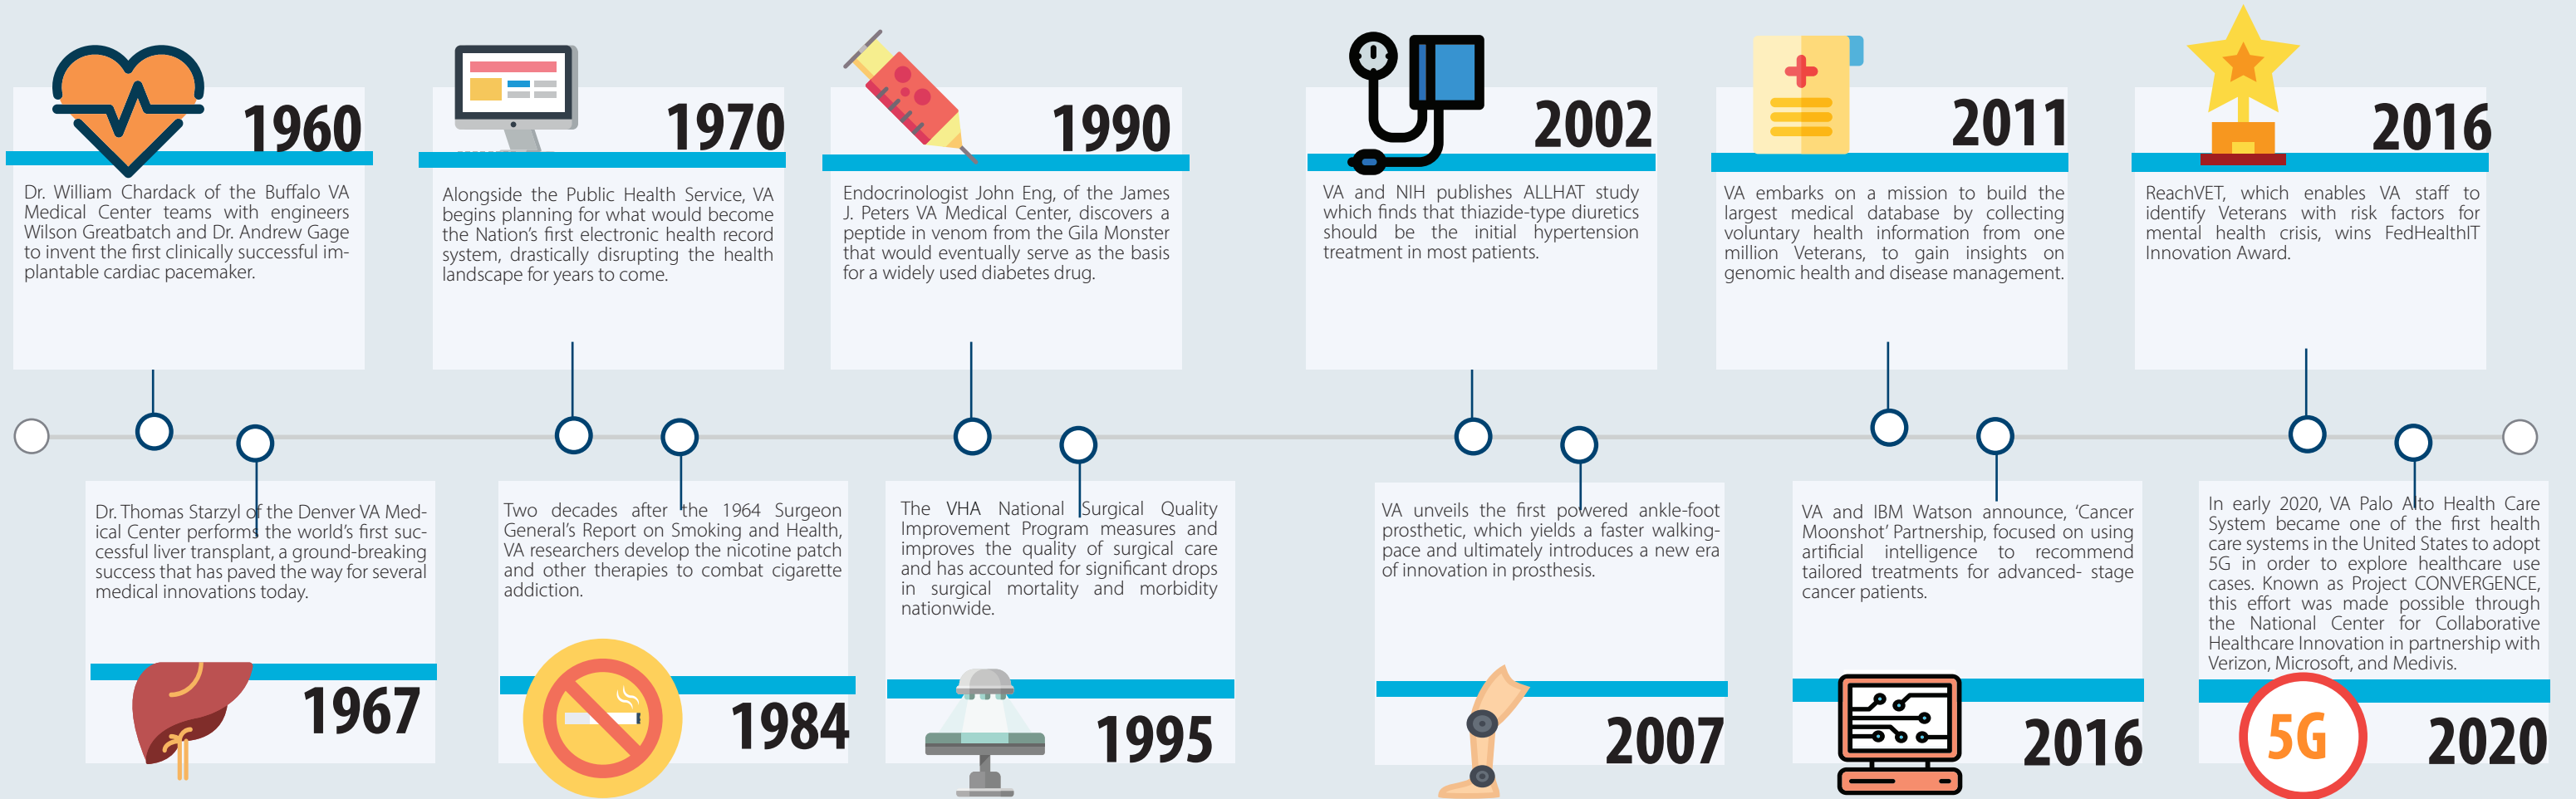 1960
Dr. William Chardack of the Buffalo VA
Medical Center teams with engineers
Wilson Greatbatch and Dr. Andrew Gage
to invent the first clinically successful im-
plantable cardiac pacemaker.
1970
Alongside the Public Health Service, VA
begins planning for what would become
the Nation's first electronic health record
system, drastically disrupting the health
landscape for years to come.
1990
Endocrinologist John Eng, of the James
J. Peters VA Medical Center, discovers a
peptide in venom from the Gila Monster
that would eventually serve as the basis
for a widely used diabetes drug.
2002
VA and NIH publishes ALLHAT study
which finds that thiazide-type diuretics
should be the initial hypertension
treatment in most patients.
2011
VA embarks on a mission to build the
largest medical database by collecting
voluntary health information from one
million Veterans, to gain insights on
genomic health and disease management.
2016
ReachVET, which enables VA staff to
identify Veterans with risk factors for
mental health crisis, wins FedHealthIT
Innovation Award.
Dr. Thomas Starzyl of the Denver VA Med-
ical Center performs the world's first suc-
cessful liver transplant, a ground-breaking
success that has paved the way for several
medical innovations today.
1967
Two decades after the 1964 Surgeon
General's Report on Smoking and Health,
VA researchers develop the nicotine patch
and other therapies to combat cigarette
addiction.
1984
The VHA National Surgical Quality
Improvement Program measures and
improves the quality of surgical care
and has accounted for significant drops
in surgical mortality and morbidity
nationwide.
1995
VA unveils the first powered ankle-foot
prosthetic, which yields a faster walking-
pace and ultimately introduces a new era
of innovation in prosthesis.
2007
VA and IBM Watson announce, 'Cancer
Moonshot' Partnership, focused on using
artificial intelligence to recommend
tailored treatments for advanced- stage
cancer patients.
2016
In early 2020, VA Palo Alto Health Care
System became one of the first health
care systems in the United States to adopt
5G in order to explore healthcare use
cases. Known as Project CONVERGENCE,
this effort was made possible through
the National Center for Collaborative
Healthcare Innovation in partnership with
Verizon, Microsoft, and Medivis.
5G
2020